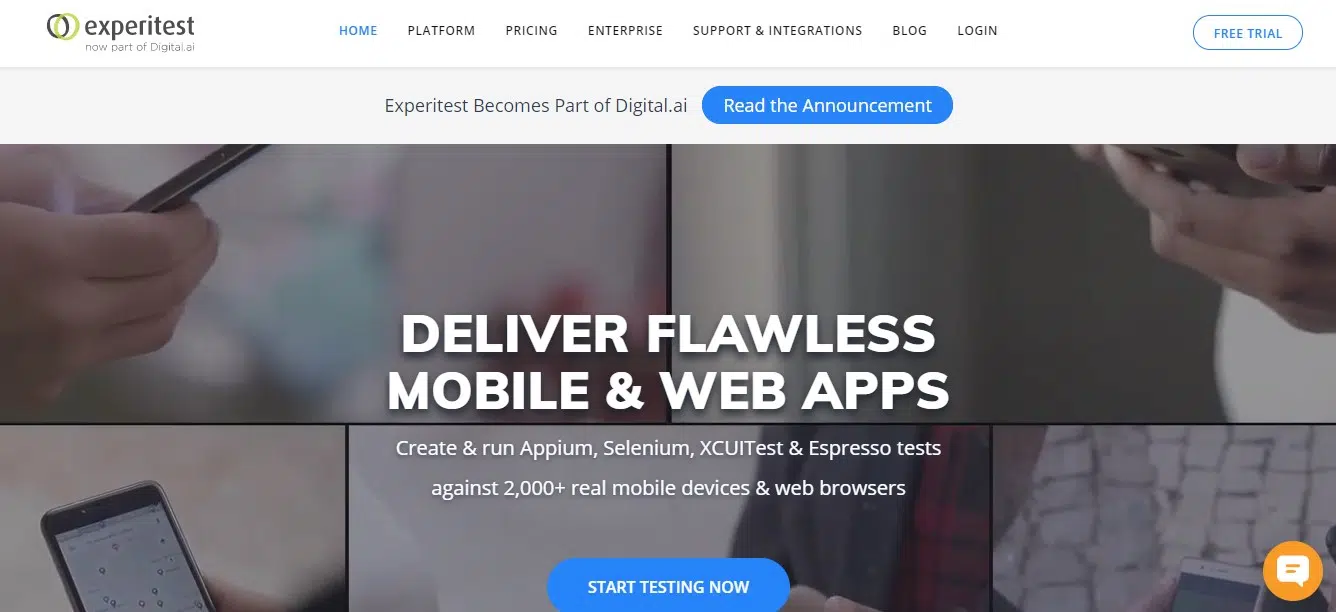 experitest
now part of Digital.ai
HOME PLATFORM PRICING ENTERPRISE SUPPORT & INTEGRATIONS BLOG LOGIN
FREE TRIAL
Experitest Becomes Part of Digital.ai Read the Announcement
DELIVER FLAWLESS
MOBILE & WEB APPS
Create & run Appium, Selenium, XCUITest & Espresso tests
against 2,000+ real mobile devices & web browsers
START TESTING NOW